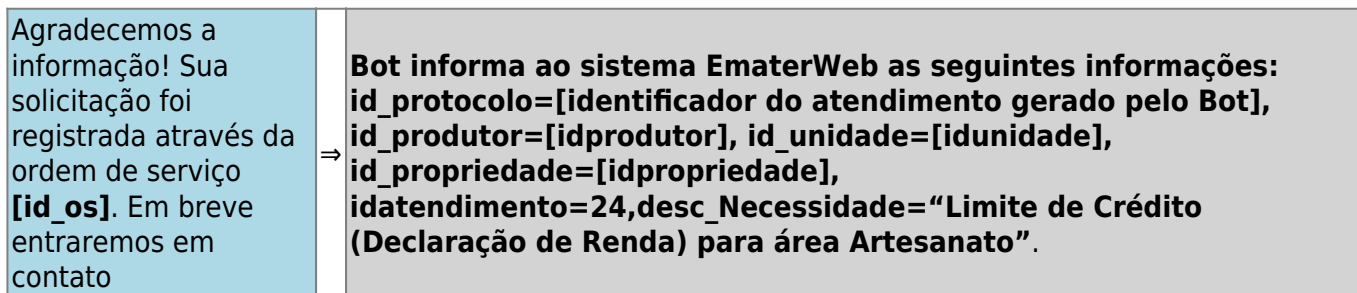 Agradecemos a
informação! Sua
solicitação foi
registrada através da
ordem de serviço
[id_os]. Em breve
entraremos em
contato
⇒
Bot informa ao sistema EmaterWeb as seguintes informações:
id_protocolo=[identificador do atendimento gerado pelo Bot],
id_produtor=[idprodutor], id_unidade=[idunidade],
id_propriedade=[idpropriedade],
idatendimento=24,desc_Necessidade=“Limite de Crédito
(Declaração de Renda) para área Artesanato”.